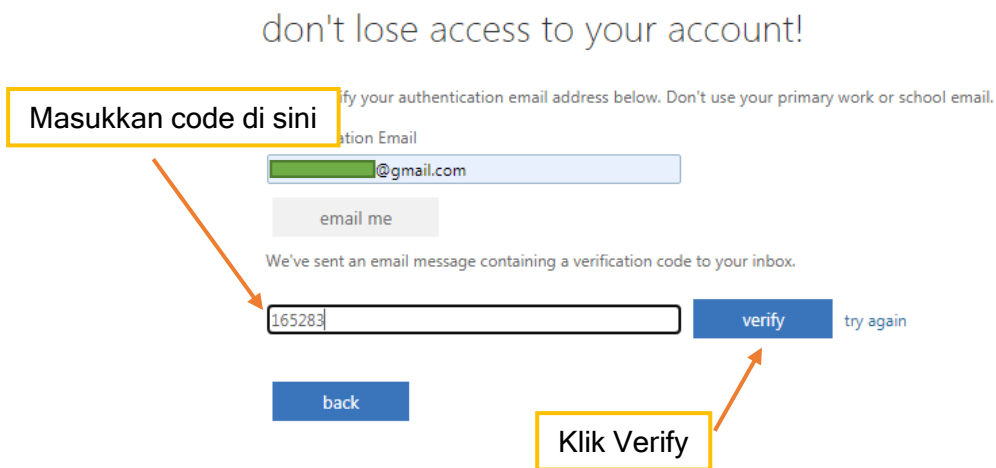 don't lose access to your account!
ify your authentication email address below. Don't use your primary work or school email.
Masukkan code di sini
ation Email
@gmail.com
email me
We've sent an email message containing a verification code to your inbox.
165283
verify
try again
back
Klik Verify